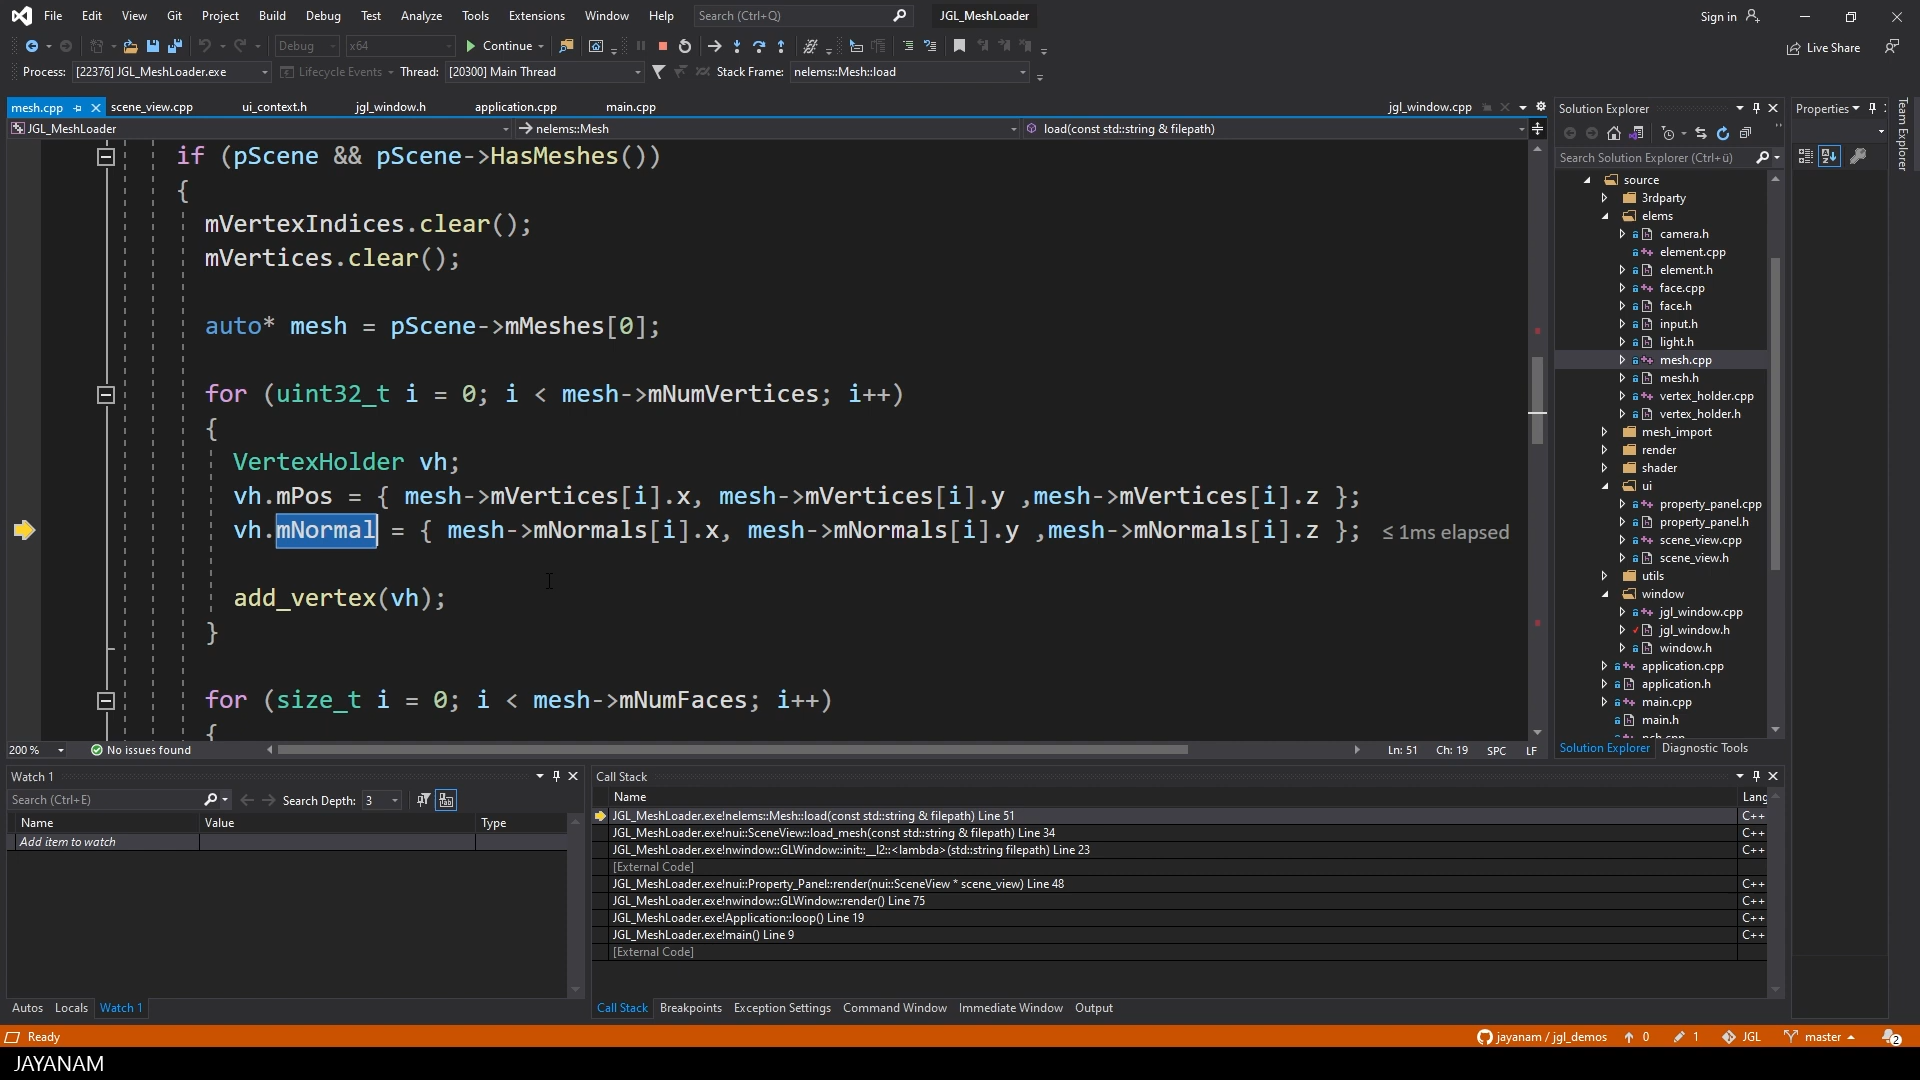 File Edit View Git Project Build Debug Test Analyze Tools Extensions Window Help Search (Ctrl+Q) JGL_MeshLoader Sign in
Debug x64 Continue Live Share
Process: [22376] JGL_MeshLoader.exe Lifecycle Events Thread: [20300] Main Thread Stack Frame: nelems::Mesh::load
mesh.cpp scene_view.cpp ui_context.h jgl_window.h application.cpp main.cpp jgl_window.cpp
JGL_MeshLoader nelems::Mesh load(const std::string & filepath)
if (pScene && pScene->HasMeshes())
{
mVertexIndices.clear();
mVertices.clear();
auto* mesh = pScene->mMeshes[0];
for (uint32_t i = 0; i < mesh->mNumVertices; i++)
{
VertexHolder vh;
vh.mPos = { mesh->mVertices[i].x, mesh->mVertices[i].y ,mesh->mVertices[i].z };
vh.mNormal = { mesh->mNormals[i].x, mesh->mNormals[i].y ,mesh->mNormals[i].z }; ≤ 1ms elapsed
add_vertex(vh);
}
for (size_t i = 0; i < mesh->mNumFaces; i++)
{
200 % No issues found Ln: 51 Ch: 19 SPC LF
Solution Explorer
Search Solution Explorer (Ctrl+ü)
source
3rdparty
elems
camera.h
element.cpp
element.h
face.cpp
face.h
input.h
light.h
mesh.cpp
mesh.h
vertex_holder.cpp
vertex_holder.h
mesh_import
render
shader
ui
property_panel.cpp
property_panel.h
scene_view.cpp
scene_view.h
utils
window
jgl_window.cpp
jgl_window.h
window.h
application.cpp
application.h
main.cpp
main.h
pch.cpp
Solution Explorer Diagnostic Tools
Properties
Team Explorer
Watch 1
Search (Ctrl+E) Search Depth: 3
Name Value Type
Add item to watch
Autos Locals Watch 1
Call Stack
Name Lang
JGL_MeshLoader.exe!nelems::Mesh::load(const std::string & filepath) Line 51 C++
JGL_MeshLoader.exe!nui::SceneView::load_mesh(const std::string & filepath) Line 34 C++
JGL_MeshLoader.exe!nwindow::GLWindow::init::__l2::<lambda>(std::string filepath) Line 23 C++
[External Code]
JGL_MeshLoader.exe!nui::Property_Panel::render(nui::SceneView * scene_view) Line 48 C++
JGL_MeshLoader.exe!nwindow::GLWindow::render() Line 75 C++
JGL_MeshLoader.exe!Application::loop() Line 19 C++
JGL_MeshLoader.exe!main() Line 9 C++
[External Code]
Call Stack Breakpoints Exception Settings Command Window Immediate Window Output
Ready jayanam / jgl_demos 0 1 JGL master 2
JAYANAM